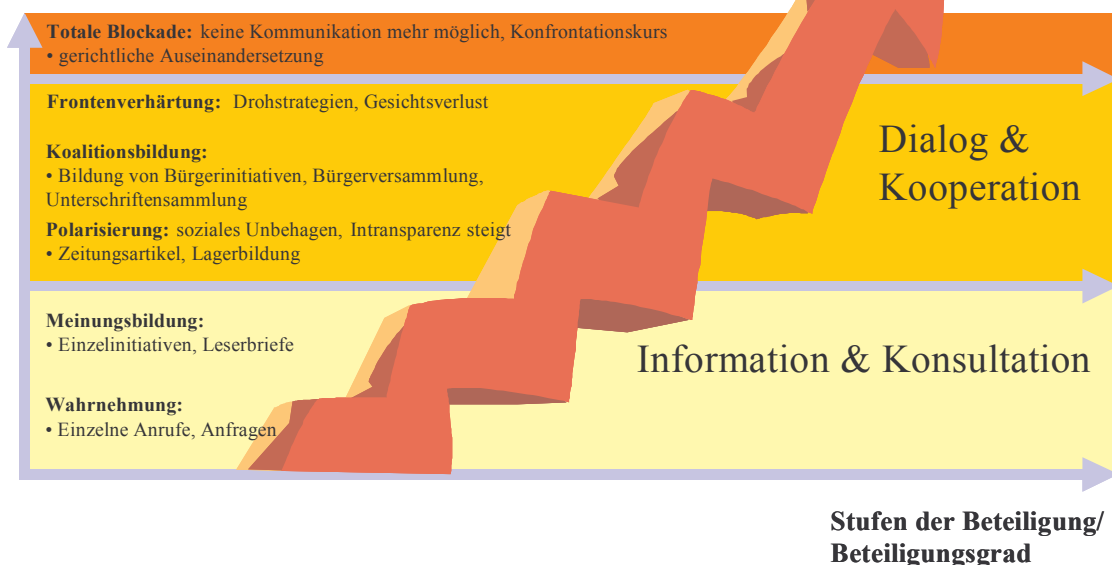 Totale Blockade: keine Kommunikation mehr möglich, Konfrontationskurs
• gerichtliche Auseinandersetzung
Frontenverhärtung: Drohstrategien, Gesichtsverlust
Koalitionsbildung:
• Bildung von Bürgerinitiativen, Bürgerversammlung,
Unterschriftensammlung
Polarisierung: soziales Unbehagen, Intransparenz steigt
• Zeitungsartikel, Lagerbildung
Dialog &
Kooperation
Meinungsbildung:
• Einzelinitiativen, Leserbriefe
Wahrnehmung:
• Einzelne Anrufe, Anfragen
Information & Konsultation
Stufen der Beteiligung/
Beteiligungsgrad